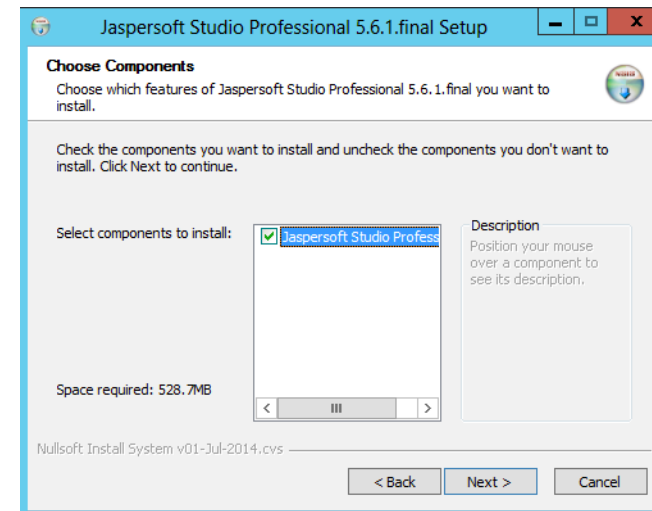 Jaspersoft Studio Professional 5.6.1.final Setup
Choose Components
Choose which features of Jaspersoft Studio Professional 5.6.1.final you want to
install.
Check the components you want to install and uncheck the components you don't want to
install. Click Next to continue.
Select components to install:
Jaspersoft Studio Profess
Description
Position your mouse
over a component to
see its description.
Space required: 528.7MB
Nullsoft Install System v01-Jul-2014.cvs
< Back
Next >
Cancel